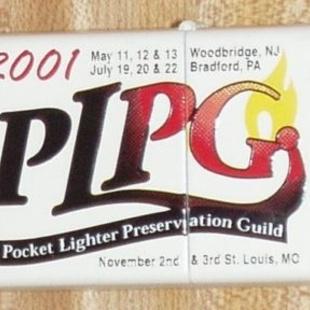 2001
May 11, 12 & 13 Woodbridge, NJ
July 19, 20 & 22 Bradford, PA
PLPG
Pocket Lighter Preservation Guild
November 2nd & 3rd St. Louis, MO